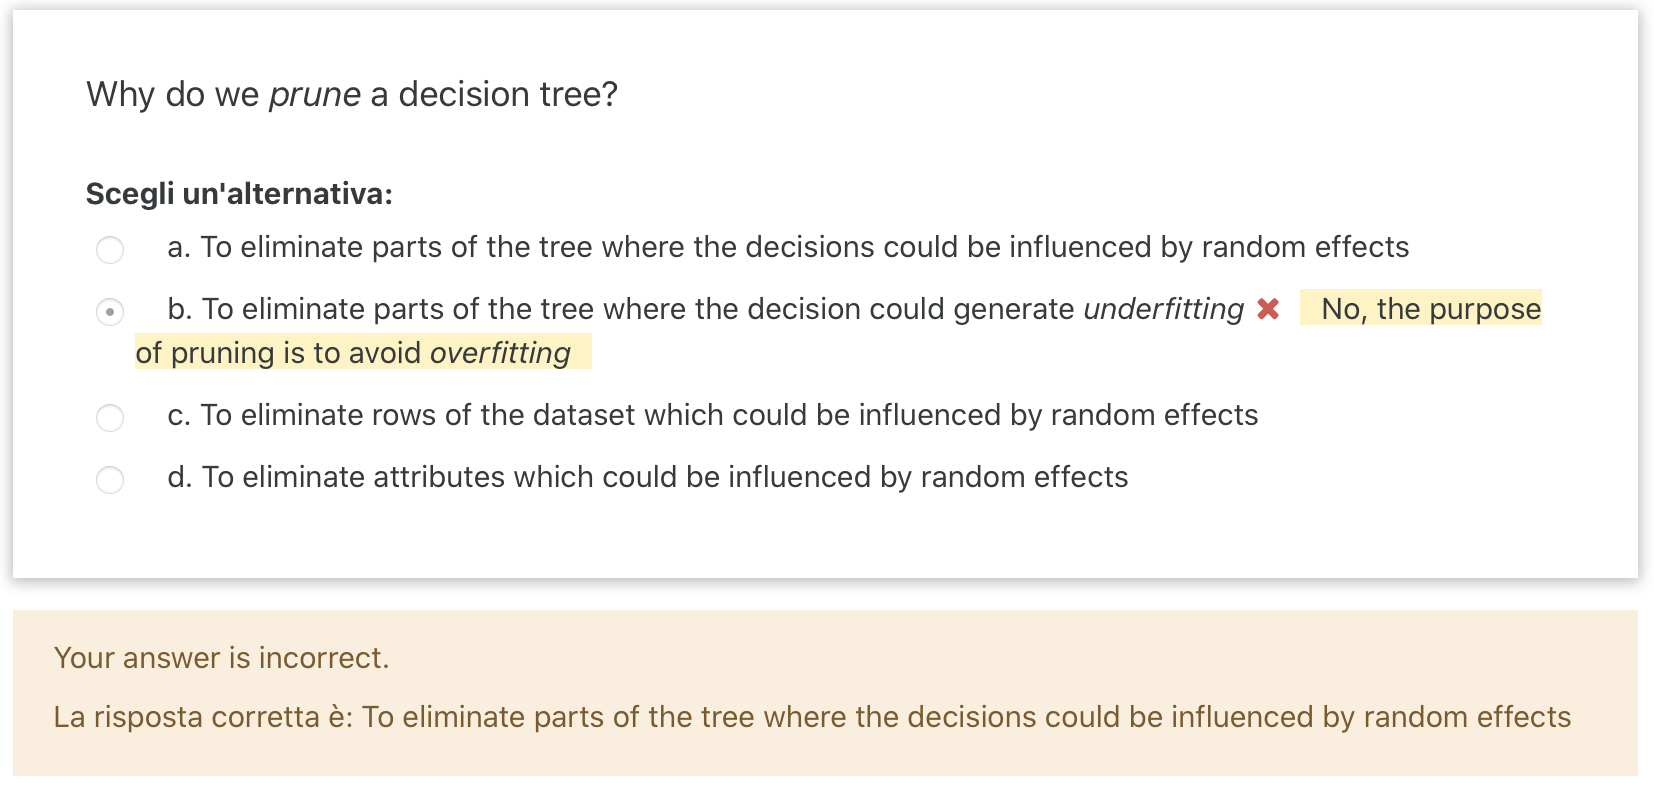 Why do we prune a decision tree?
Scegli un'alternativa:
a. To eliminate parts of the tree where the decisions could be influenced by random effects
b. To eliminate parts of the tree where the decision could generate underfitting ✖ No, the purpose
of pruning is to avoid overfitting
c. To eliminate rows of the dataset which could be influenced by random effects
d. To eliminate attributes which could be influenced by random effects
Your answer is incorrect.
La risposta corretta è: To eliminate parts of the tree where the decisions could be influenced by random effects